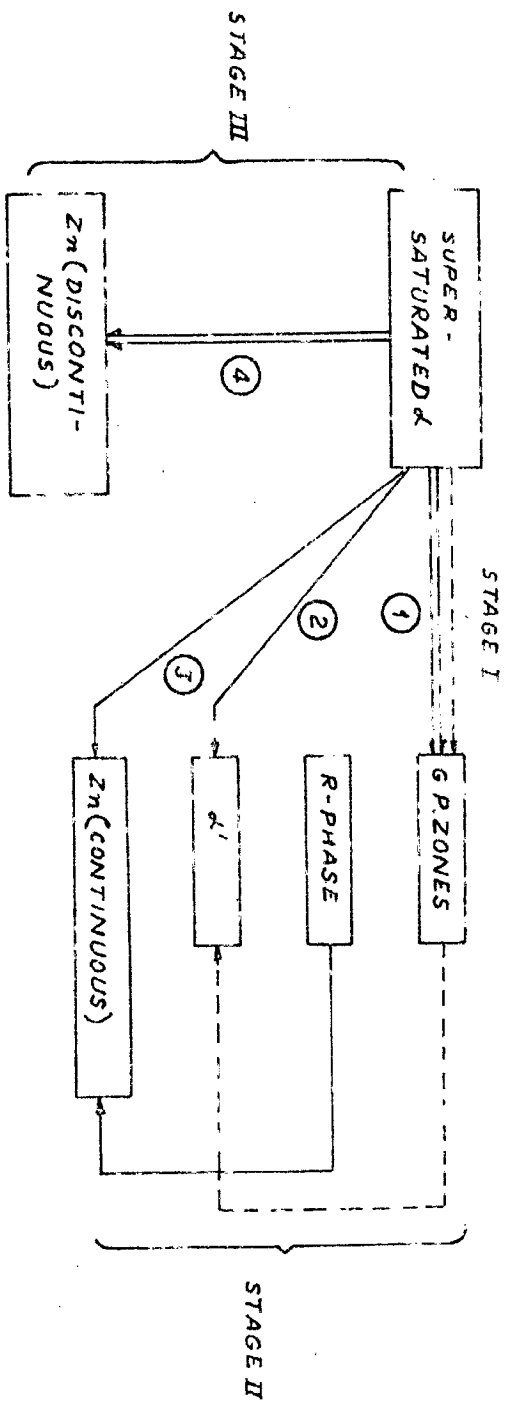 STAGE I
SUPER-
SATURATED α
G P. ZONES
1
R-PHASE
2
α'
3
Zn (CONTINUOUS)
STAGE II
4
STAGE III
Zn (DISCONTI-
NUOUS)